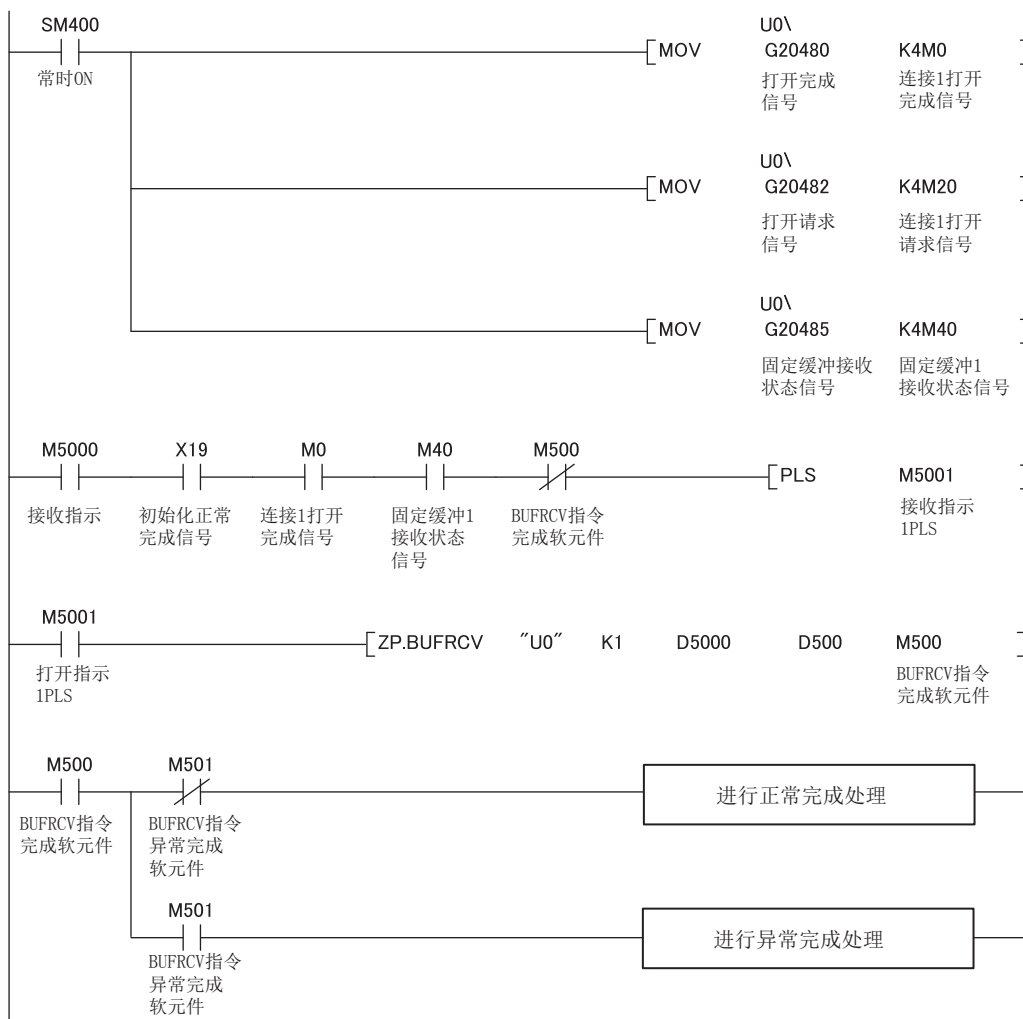 SM400
常时ON
U0\
MOV G20480 K4M0
打开完成
信号
连接1打开
完成信号
U0\
MOV G20482 K4M20
打开请求
信号
连接1打开
请求信号
U0\
MOV G20485 K4M40
固定缓冲接收
状态信号
固定缓冲1
接收状态信号
M5000 X19 M0 M40 M500
PLS M5001
接收指示
初始化正常
完成信号
连接1打开
完成信号
固定缓冲1
接收状态
信号
BUFRCV指令
完成软元件
接收指示
1PLS
M5001
ZP.BUFRCV "U0" K1 D5000 D500 M500
打开指示
1PLS
BUFRCV指令
完成软元件
M500 M501
进行正常完成处理
BUFRCV指令
完成软元件
BUFRCV指令
异常完成
软元件
M501
进行异常完成处理
BUFRCV指令
异常完成
软元件